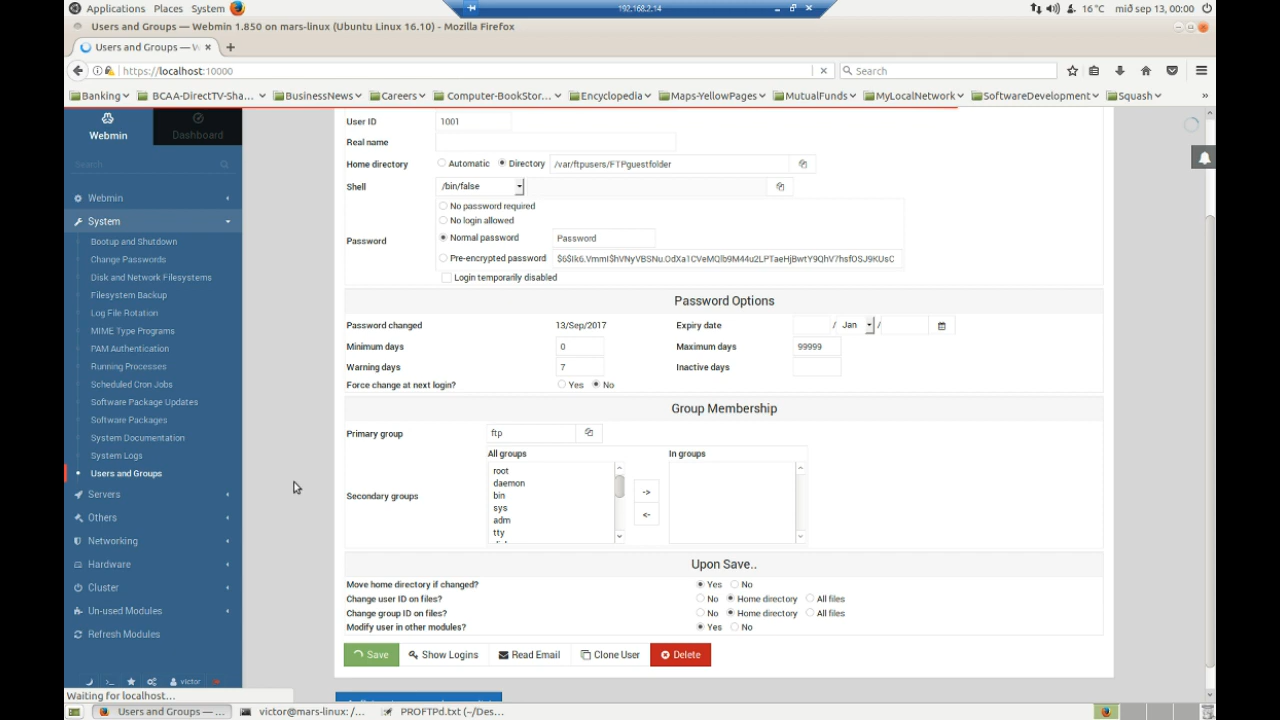 Applications Places System 192.168.2.14 16 °C mið sep 13, 00:00
Users and Groups — Webmin 1.850 on mars-linux (Ubuntu Linux 16.10) - Mozilla Firefox
Users and Groups — W
https://localhost:10000 Search
Banking BCAA-DirectTV-Sha... BusinessNews Careers Computer-BookStor... Encyclopedia Maps-YellowPages MutualFunds MyLocalNetwork SoftwareDevelopment Squash »
Webmin Dashboard
Search
Webmin
System
Bootup and Shutdown
Change Passwords
Disk and Network Filesystems
Filesystem Backup
Log File Rotation
MIME Type Programs
PAM Authentication
Running Processes
Scheduled Cron Jobs
Software Package Updates
Software Packages
System Documentation
System Logs
Users and Groups
Servers
Others
Networking
Hardware
Cluster
Un-used Modules
Refresh Modules
victor
User ID 1001
Real name
Home directory Automatic Directory /var/ftpusers/FTPguestfolder
Shell /bin/false
No password required
No login allowed
Password Normal password Password
Pre-encrypted password
Login temporarily disabled
Password Options
Password changed 13/Sep/2017 Expiry date / Jan /
Minimum days 0 Maximum days 99999
Warning days 7 Inactive days
Force change at next login? Yes No
Group Membership
Primary group ftp
All groups In groups
Secondary groups
root
daemon
bin
sys
adm
tty
-> 
<-
Upon Save..
Move home directory if changed? Yes No
Change user ID on files? No Home directory All files
Change group ID on files? No Home directory All files
Modify user in other modules? Yes No
Save Show Logins Read Email Clone User Delete
Waiting for localhost...
Users and Groups — ... victor@mars-linux: /... PROFTPd.txt (~/Des...